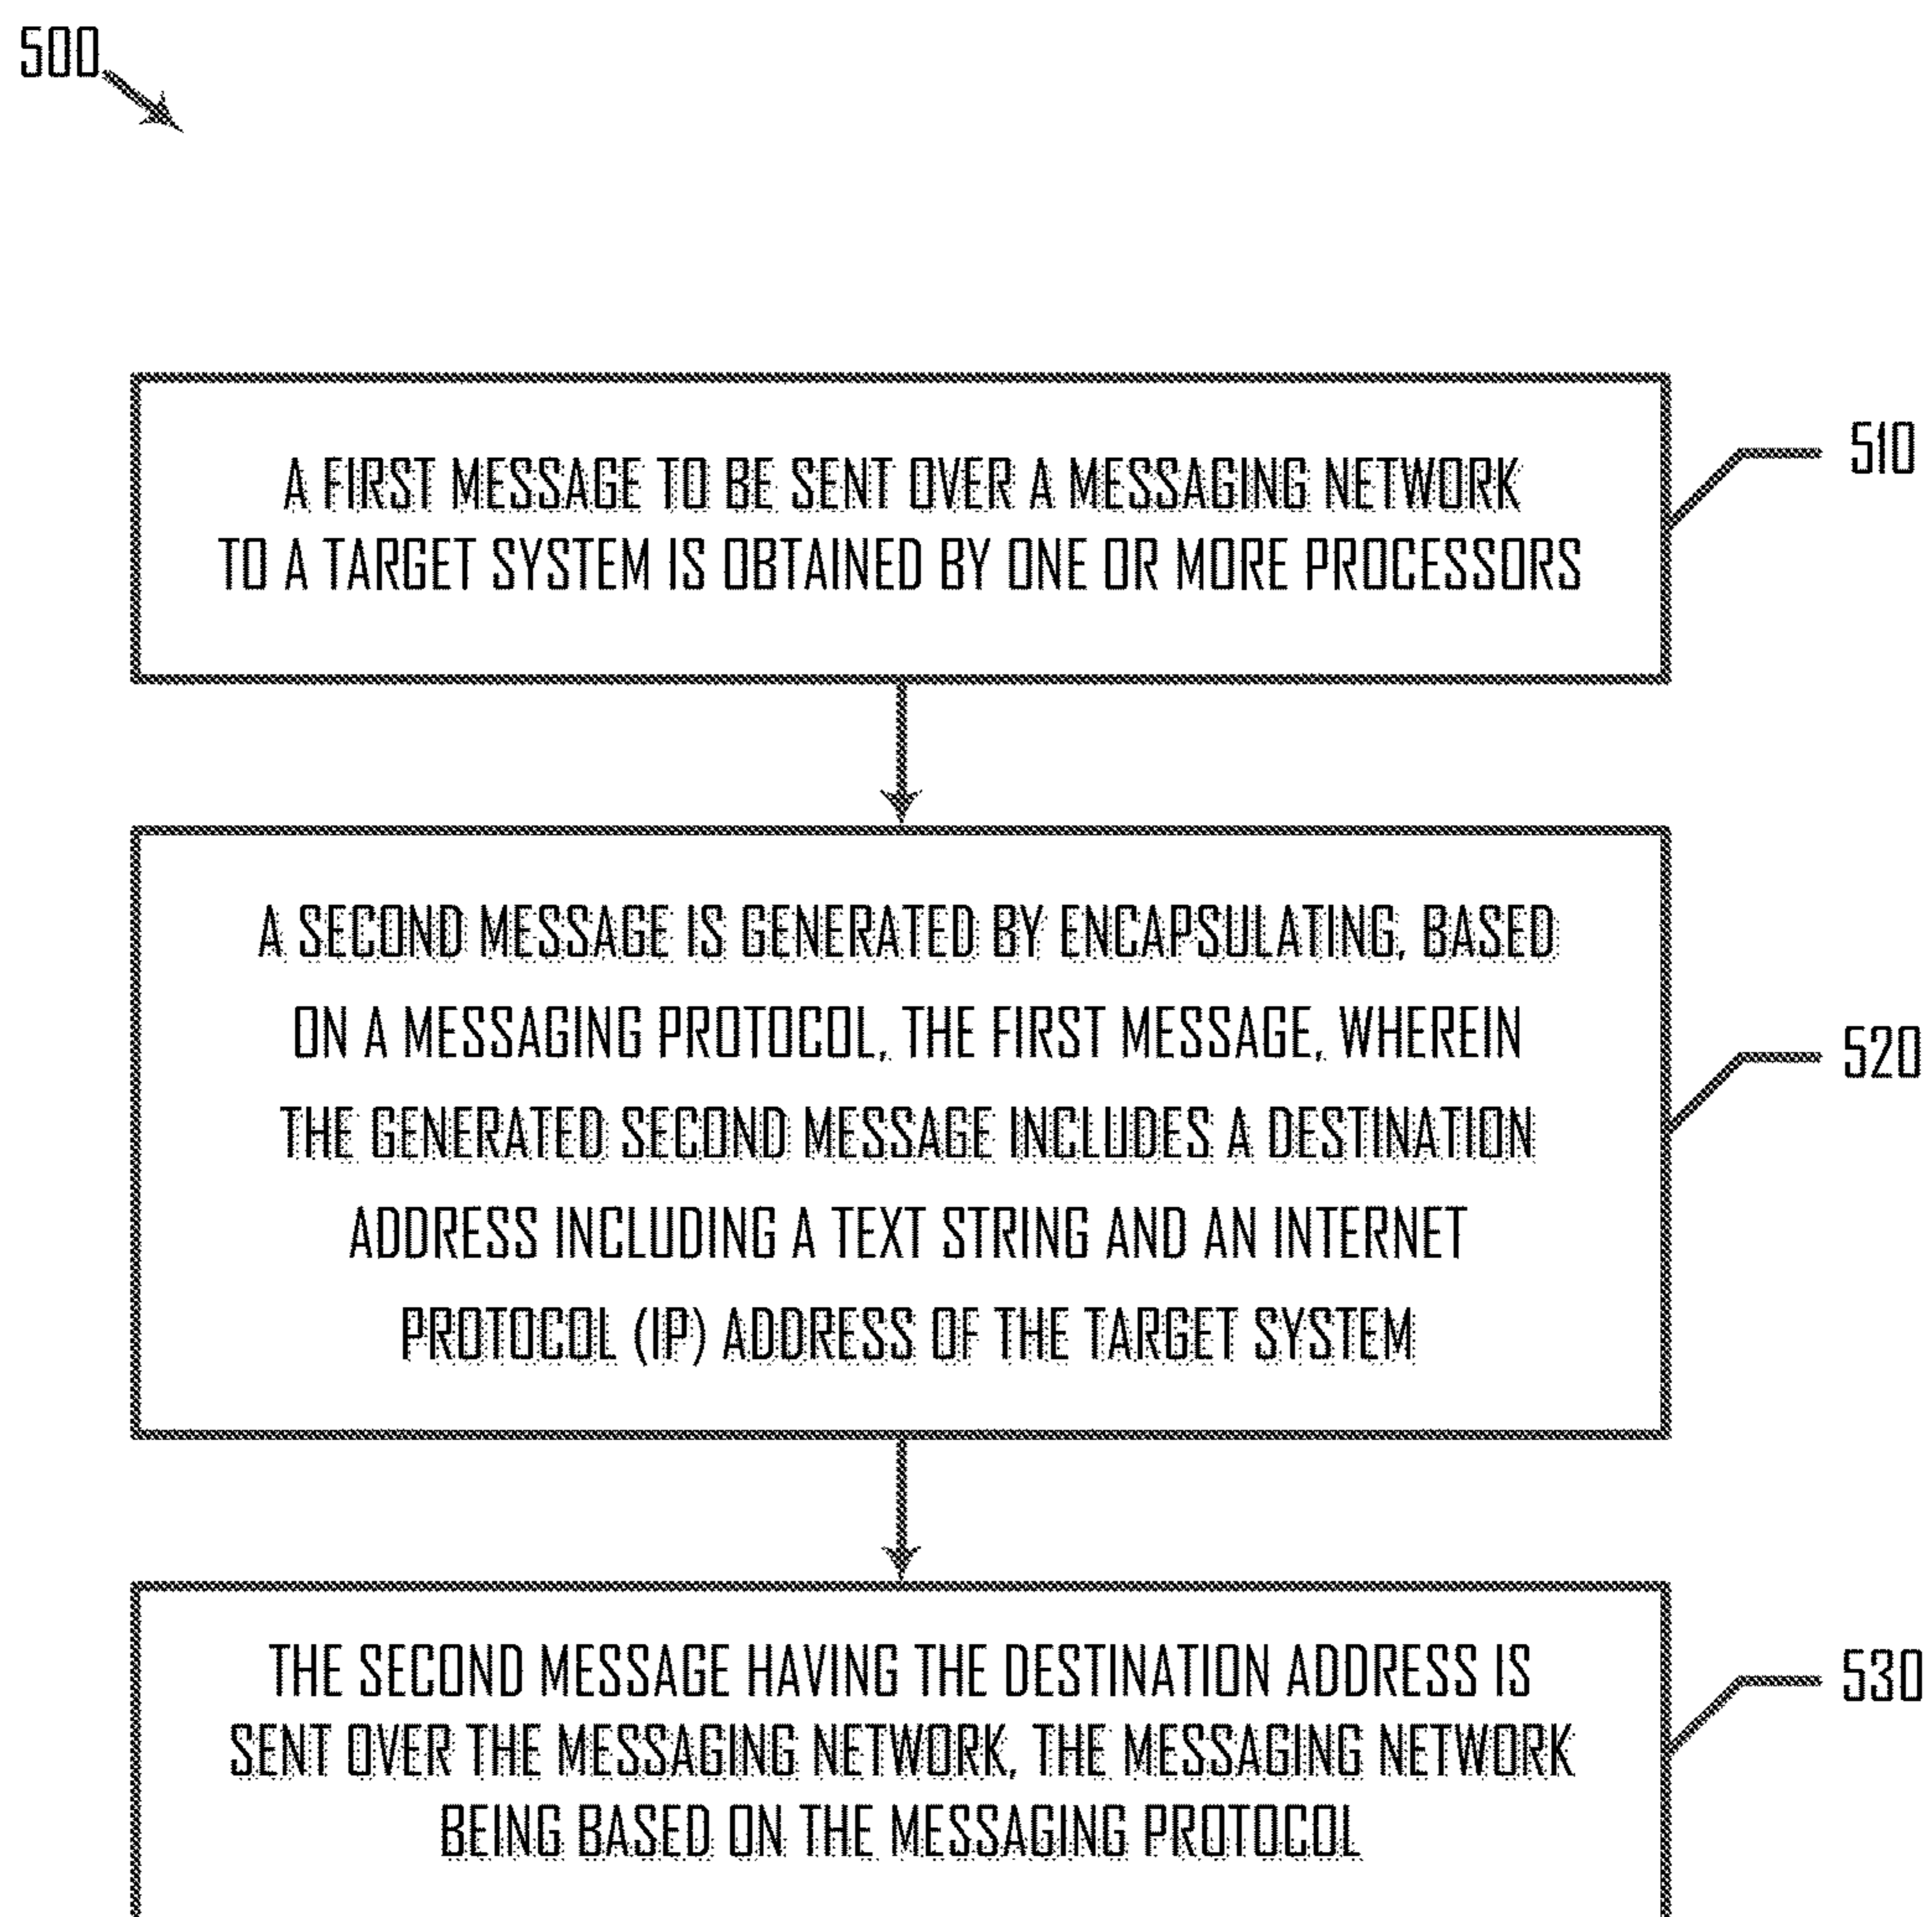 500
A FIRST MESSAGE TO BE SENT OVER A MESSAGING NETWORK
TO A TARGET SYSTEM IS OBTAINED BY ONE OR MORE PROCESSORS
510
A SECOND MESSAGE IS GENERATED BY ENCAPSULATING, BASED
ON A MESSAGING PROTOCOL, THE FIRST MESSAGE, WHEREIN
THE GENERATED SECOND MESSAGE INCLUDES A DESTINATION
ADDRESS INCLUDING A TEXT STRING AND AN INTERNET
PROTOCOL (IP) ADDRESS OF THE TARGET SYSTEM
520
THE SECOND MESSAGE HAVING THE DESTINATION ADDRESS IS
SENT OVER THE MESSAGING NETWORK, THE MESSAGING NETWORK
BEING BASED ON THE MESSAGING PROTOCOL
530